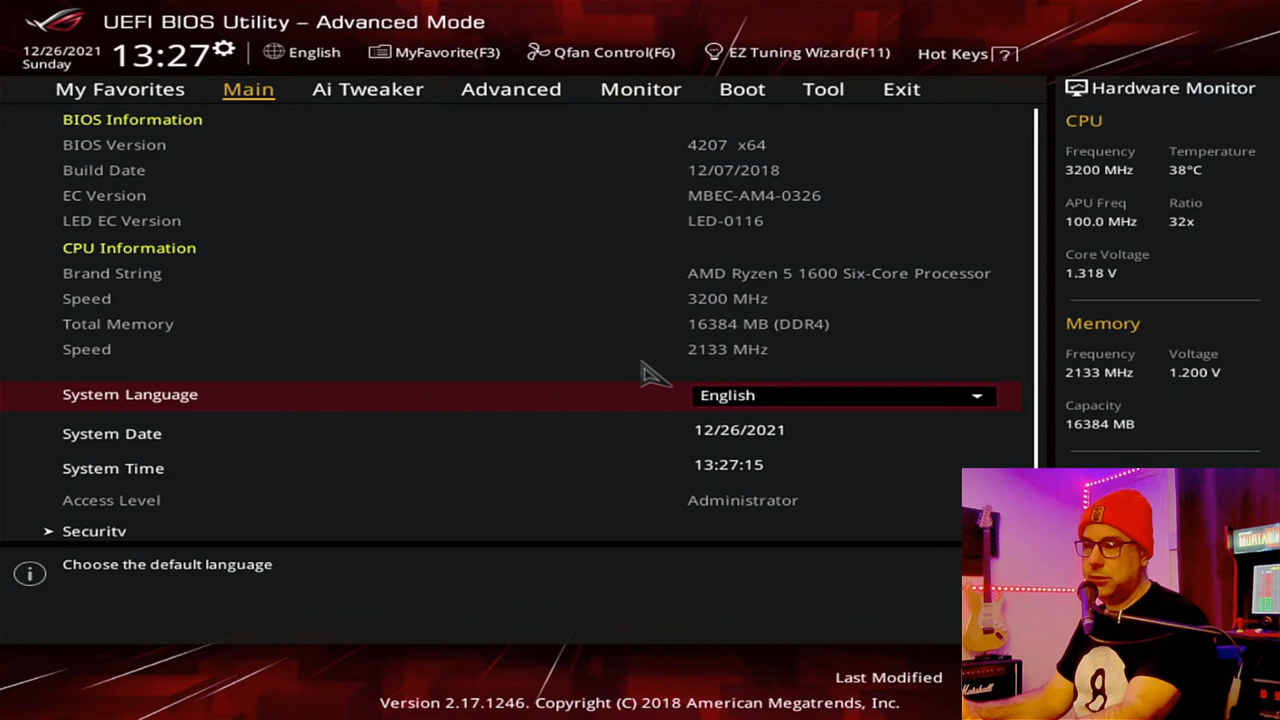 UEFI BIOS Utility – Advanced Mode
12/26/2021
Sunday
13:27
English
MyFavorite(F3)
Qfan Control(F6)
EZ Tuning Wizard(F11)
Hot Keys ?
My Favorites
Main
Ai Tweaker
Advanced
Monitor
Boot
Tool
Exit
BIOS Information
BIOS Version 4207 x64
Build Date 12/07/2018
EC Version MBEC-AM4-0326
LED EC Version LED-0116
CPU Information
Brand String AMD Ryzen 5 1600 Six-Core Processor
Speed 3200 MHz
Total Memory 16384 MB (DDR4)
Speed 2133 MHz
System Language English
System Date 12/26/2021
System Time 13:27:15
Access Level Administrator
Security
Choose the default language
Hardware Monitor
CPU
Frequency Temperature
3200 MHz 38°C
APU Freq Ratio
100.0 MHz 32x
Core Voltage
1.318 V
Memory
Frequency Voltage
2133 MHz 1.200 V
Capacity
16384 MB
Marshall
8
Last Modified
Version 2.17.1246. Copyright (C) 2018 American Megatrends, Inc.